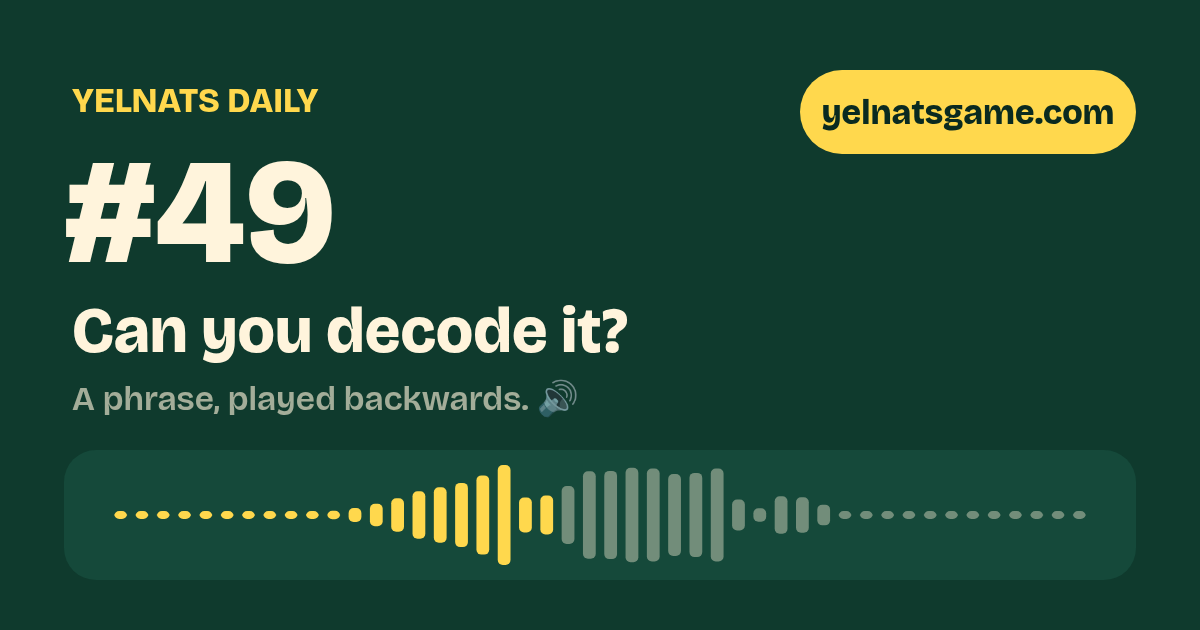 YELNATS DAILY
yelnatsgame.com
#49
Can you decode it?
A phrase, played backwards. 🔊